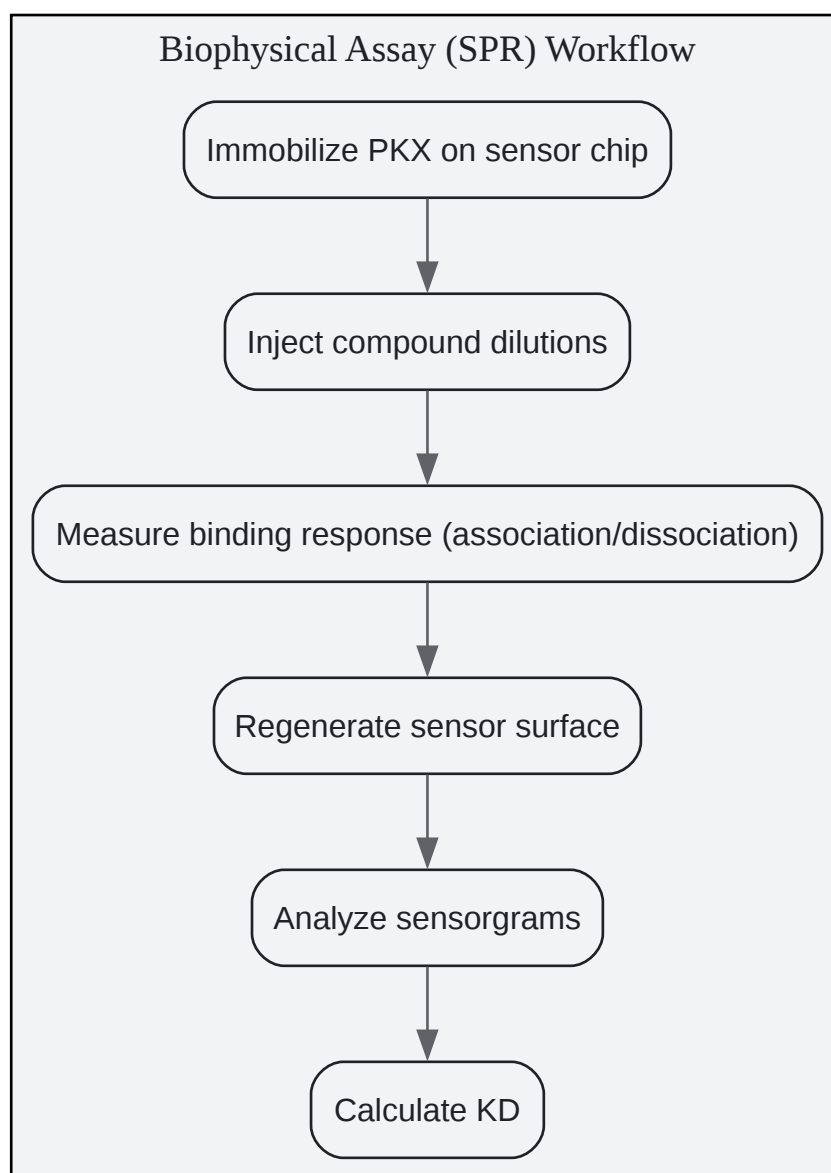 Biophysical Assay (SPR) Workflow
Immobilize PKX on sensor chip
Inject compound dilutions
Measure binding response (association/dissociation)
Regenerate sensor surface
Analyze sensorgrams
Calculate KD